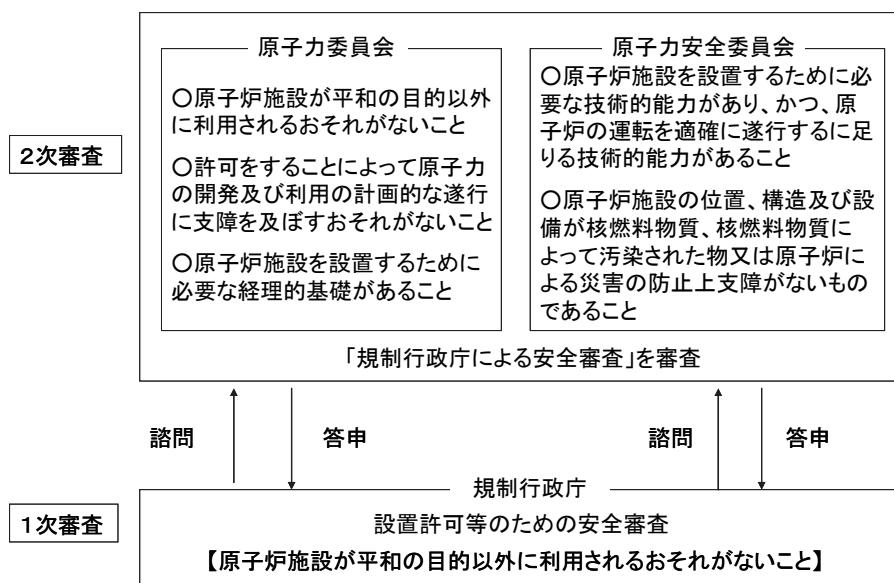 原子力委員会
〇原子炉施設が平和の目的以外
に利用されるおそれがないこと
〇許可をすることによって原子力
の開発及び利用の計画的な遂行
に支障を及ぼすおそれがないこと
〇原子炉施設を設置するために
必要な経理的基礎があること
原子力安全委員会
〇原子炉施設を設置するために必
要な技術的能力があり、かつ、原
子炉の運転を適確に遂行するに足
りる技術的能力があること
〇原子炉施設の位置、構造及び設
備が核燃料物質、核燃料物質に
よって汚染された物又は原子炉に
よる災害の防止上支障がないもの
であること
2次審査
「規制行政庁による安全審査」を審査
諮問
答申
諮問
答申
規制行政庁
1次審査
設置許可等のための安全審査
【原子炉施設が平和の目的以外に利用されるおそれがないこと】